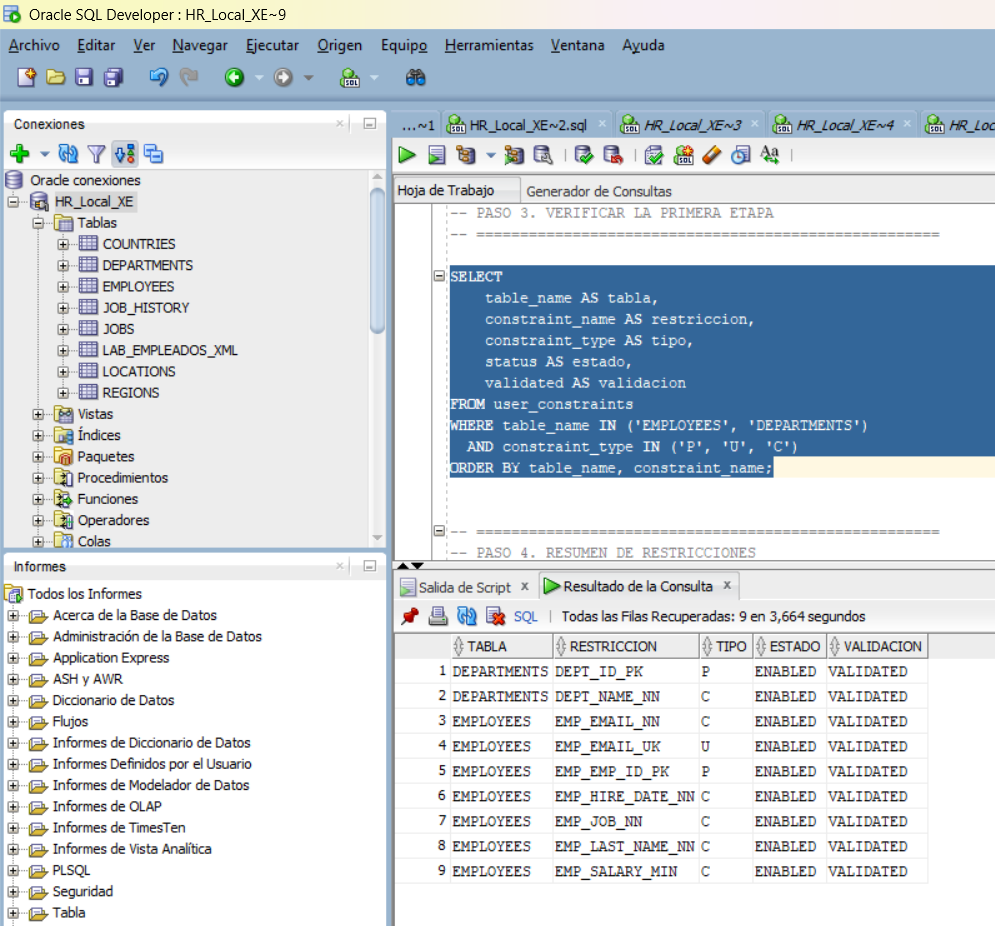 Oracle SQL Developer : HR_Local_XE~9
Archivo Editar Ver Navegar Ejecutar Origen Equipo Herramientas Ventana Ayuda
Conexiones
Oracle conexiones
HR_Local_XE
Tablas
COUNTRIES
DEPARTMENTS
EMPLOYEES
JOB_HISTORY
JOBS
LAB_EMPLEADOS_XML
LOCATIONS
REGIONS
Vistas
Índices
Paquetes
Procedimientos
Funciones
Operadores
Colas
Informes
Todos los Informes
Acerca de la Base de Datos
Administración de la Base de Datos
Application Express
ASH y AWR
Diccionario de Datos
Flujos
Informes de Diccionario de Datos
Informes Definidos por el Usuario
Informes de Modelador de Datos
Informes de OLAP
Informes de TimesTen
Informes de Vista Analítica
PLSQL
Seguridad
Tabla
...~1 HR_Local_XE~2.sql HR_Local_XE~3 HR_Local_XE~4 HR_Loc
Hoja de Trabajo Generador de Consultas
-- PASO 3. VERIFICAR LA PRIMERA ETAPA
-- =====================================================
SELECT
table_name AS tabla,
constraint_name AS restriccion,
constraint_type AS tipo,
status AS estado,
validated AS validacion
FROM user_constraints
WHERE table_name IN ('EMPLOYEES', 'DEPARTMENTS')
AND constraint_type IN ('P', 'U', 'C')
ORDER BY table_name, constraint_name;
-- =====================================================
-- PASO 4. RESUMEN DE RESTRICCIONES
Salida de Script x Resultado de la Consulta x
SQL | Todas las Filas Recuperadas: 9 en 3,664 segundos
TABLA RESTRICCION TIPO ESTADO VALIDACION
1 DEPARTMENTS DEPT_ID_PK P ENABLED VALIDATED
2 DEPARTMENTS DEPT_NAME_NN C ENABLED VALIDATED
3 EMPLOYEES EMP_EMAIL_NN C ENABLED VALIDATED
4 EMPLOYEES EMP_EMAIL_UK U ENABLED VALIDATED
5 EMPLOYEES EMP_EMP_ID_PK P ENABLED VALIDATED
6 EMPLOYEES EMP_HIRE_DATE_NN C ENABLED VALIDATED
7 EMPLOYEES EMP_JOB_NN C ENABLED VALIDATED
8 EMPLOYEES EMP_LAST_NAME_NN C ENABLED VALIDATED
9 EMPLOYEES EMP_SALARY_MIN C ENABLED VALIDATED